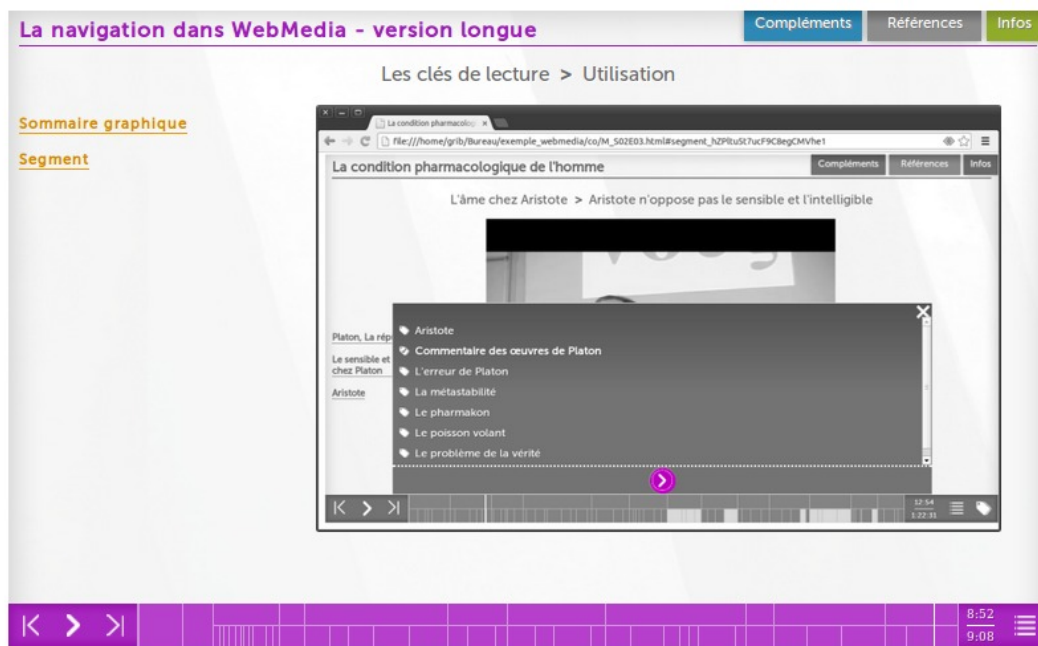 La navigation dans WebMedia - version longue
Compléments
Références
Infos
Les clés de lecture > Utilisation
Sommaire graphique
Segment
La condition pharmacolog
file:///home/grib/Bureau/exemple_webmedia/co/M_S02E03.html#segment_hZPltuSt7ucF9C8egCMVhe1
La condition pharmacologique de l'homme
Compléments
Références
Infos
L'âme chez Aristote > Aristote n'oppose pas le sensible et l'intelligible
Platon, La rép
Le sensible et
chez Platon
Aristote
Aristote
Commentaire des œuvres de Platon
L'erreur de Platon
La métastabilité
Le pharmakon
Le poisson volant
Le problème de la vérité
12:54
1:22:31
8:52
9:08